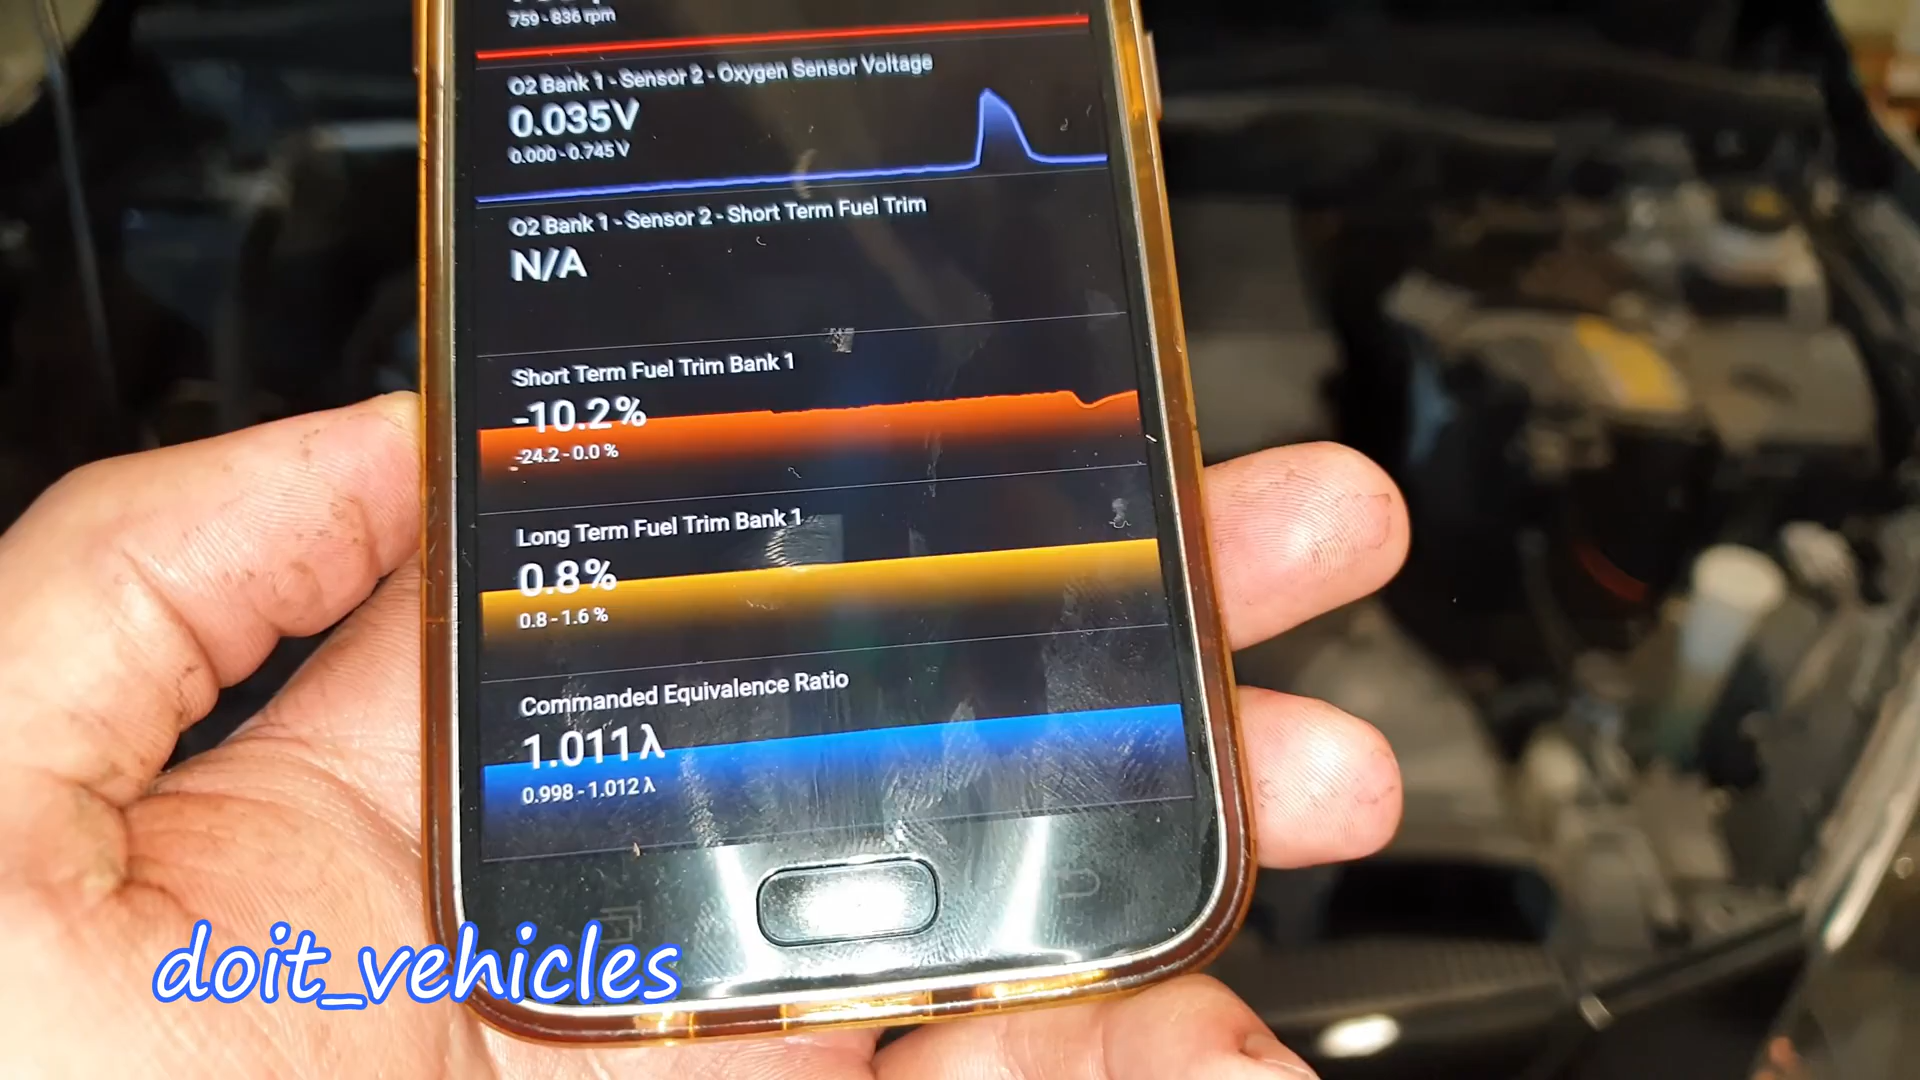 759 - 836 rpm
O2 Bank 1 - Sensor 2 - Oxygen Sensor Voltage
0.035V
0.000 - 0.745 V
O2 Bank 1 - Sensor 2 - Short Term Fuel Trim
N/A
Short Term Fuel Trim Bank 1
-10.2%
-24.2 - 0.0 %
Long Term Fuel Trim Bank 1
0.8%
0.8 - 1.6 %
Commanded Equivalence Ratio
1.011 λ
0.998 - 1.012 λ
doit_vehicles